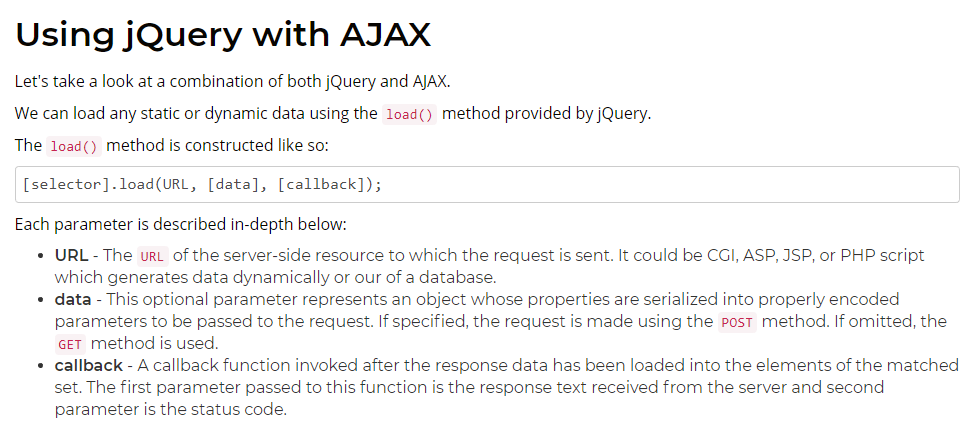 Using jQuery with AJAX
Let's take a look at a combination of both jQuery and AJAX.
We can load any static or dynamic data using the load() method provided by jQuery.
The load() method is constructed like so:
[selector].load(URL, [data], [callback]);
Each parameter is described in-depth below:
• URL - The URL of the server-side resource to which the request is sent. It could be CGI, ASP, JSP, or PHP script
which generates data dynamically or our of a database.
• data - This optional parameter represents an object whose properties are serialized into properly encoded
parameters to be passed to the request. If specified, the request is made using the POST method. If omitted, the
GET method is used.
• callback - A callback function invoked after the response data has been loaded into the elements of the matched
set. The first parameter passed to this function is the response text received from the server and second
parameter is the status code.